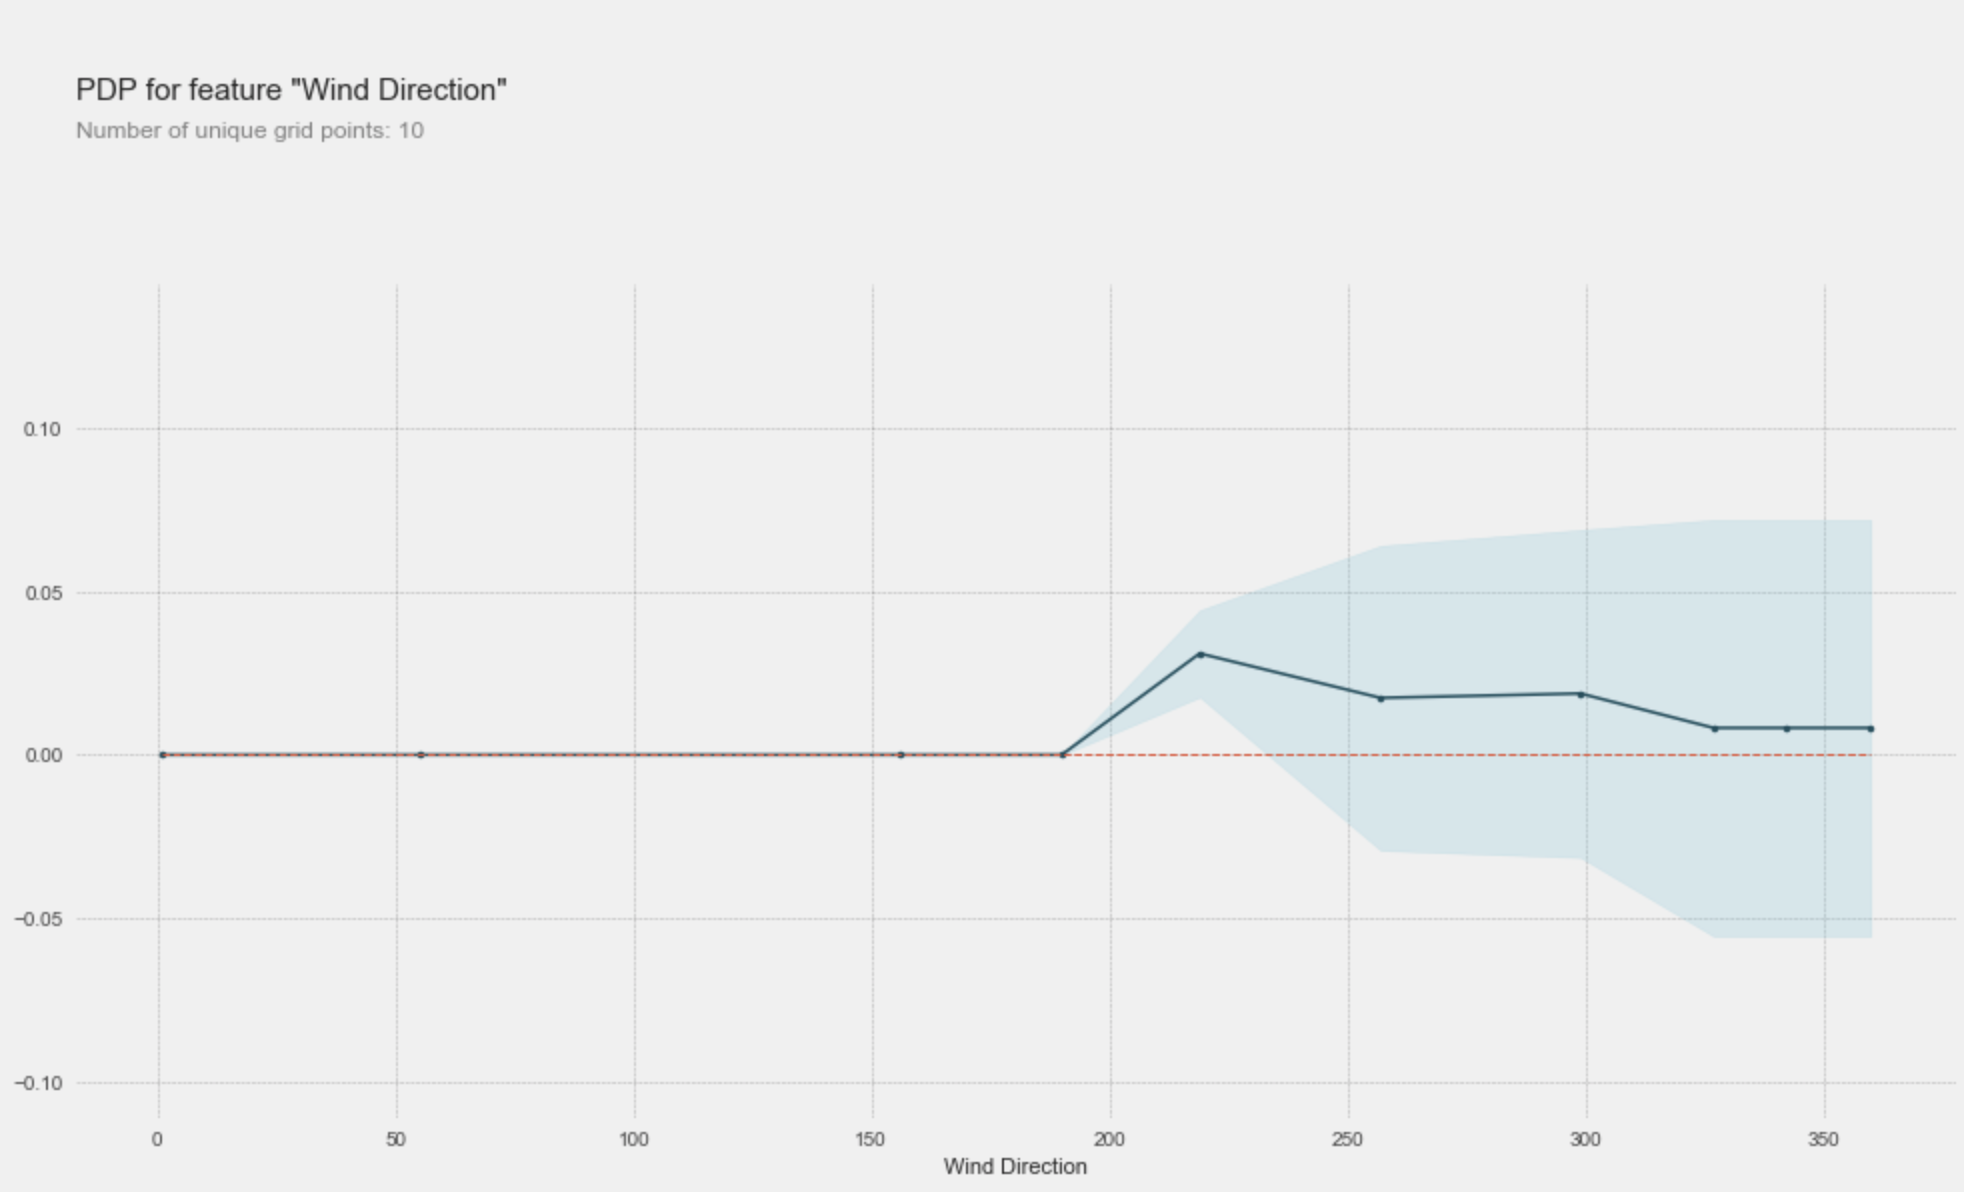 PDP for feature "Wind Direction"
Number of unique grid points: 10
0.10
0.05
0.00
−0.05
−0.10
0 50 100 150 200 250 300 350
Wind Direction